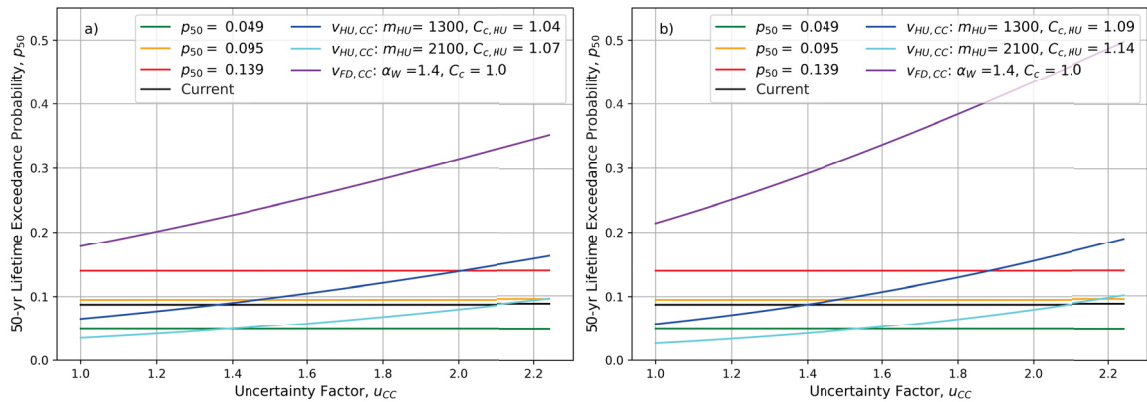 a)
p50 = 0.049
p50 = 0.095
p50 = 0.139
Current
vHU,CC: mHU= 1300, Cc,HU = 1.04
vHU,CC: mHU= 2100, Cc,HU = 1.07
vFD,CC: αW =1.4, Cc = 1.0
50-yr Lifetime Exceedance Probability, p50
0.5
0.4
0.3
0.2
0.1
0.0
1.0 1.2 1.4 1.6 1.8 2.0 2.2
Uncertainty Factor, uCC
b)
p50 = 0.049
p50 = 0.095
p50 = 0.139
Current
vHU,CC: mHU= 1300, Cc,HU = 1.09
vHU,CC: mHU= 2100, Cc,HU = 1.14
vFD,CC: αW =1.4, Cc = 1.0
50-yr Lifetime Exceedance Probability, p50
0.5
0.4
0.3
0.2
0.1
0.0
1.0 1.2 1.4 1.6 1.8 2.0 2.2
Uncertainty Factor, uCC